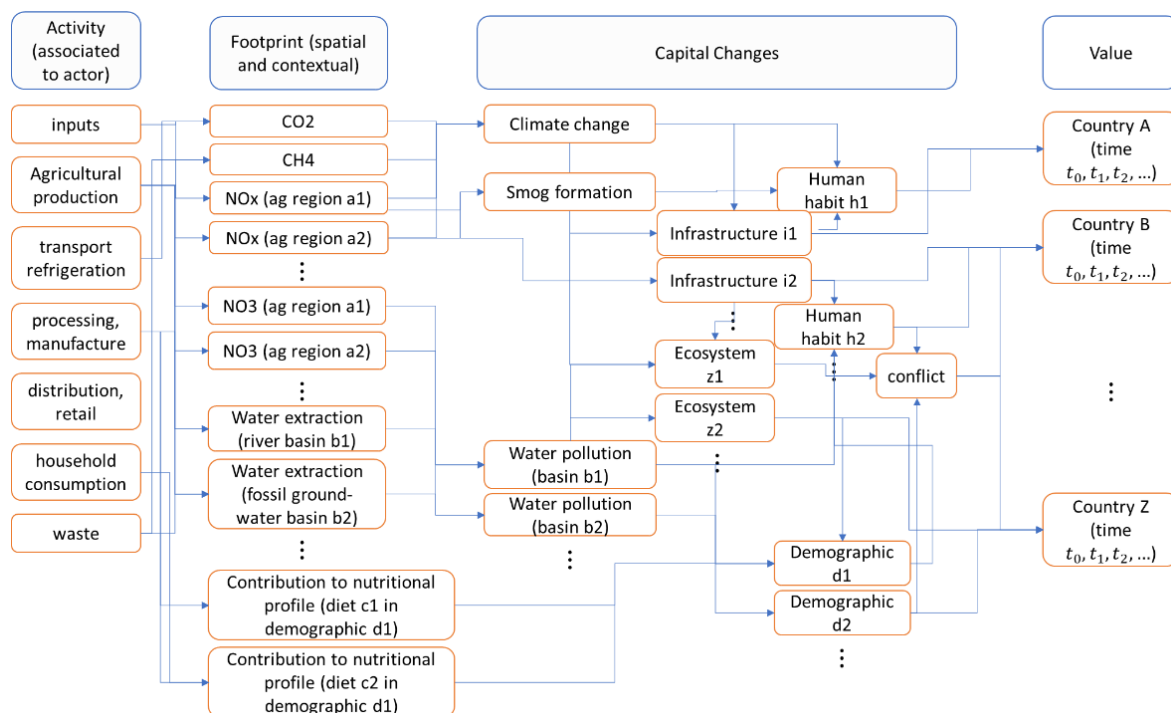 Activity
(associated
to actor)
Footprint (spatial
and contextual)
Capital Changes
Value
inputs
Agricultural
production
transport
refrigeration
processing,
manufacture
distribution,
retail
household
consumption
waste
CO2
CH4
NOx (ag region a1)
NOx (ag region a2)
NO3 (ag region a1)
NO3 (ag region a2)
Water extraction
(river basin b1)
Water extraction
(fossil ground-
water basin b2)
Contribution to nutritional
profile (diet c1 in
demographic d1)
Contribution to nutritional
profile (diet c2 in
demographic d1)
Climate change
Smog formation
Human
habit h1
Infrastructure i1
Infrastructure i2
Human
habit h2
Ecosystem
z1
conflict
Ecosystem
z2
Water pollution
(basin b1)
Water pollution
(basin b2)
Demographic
d1
Demographic
d2
Country A
(time
t₀, t₁, t₂, ...)
Country B
(time
t₀, t₁, t₂, ...)
Country Z
(time
t₀, t₁, t₂, ...)